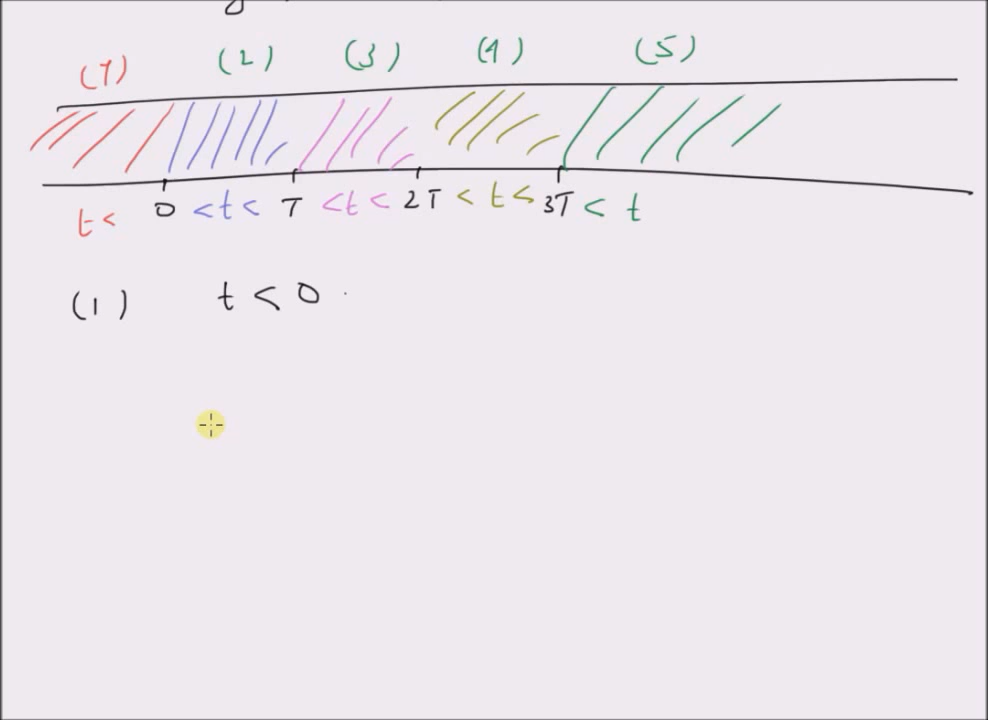 (1) (2) (3) (4) (5)
t < 0 < t < T < t < 2T < t < 3T < t
(1) t < 0